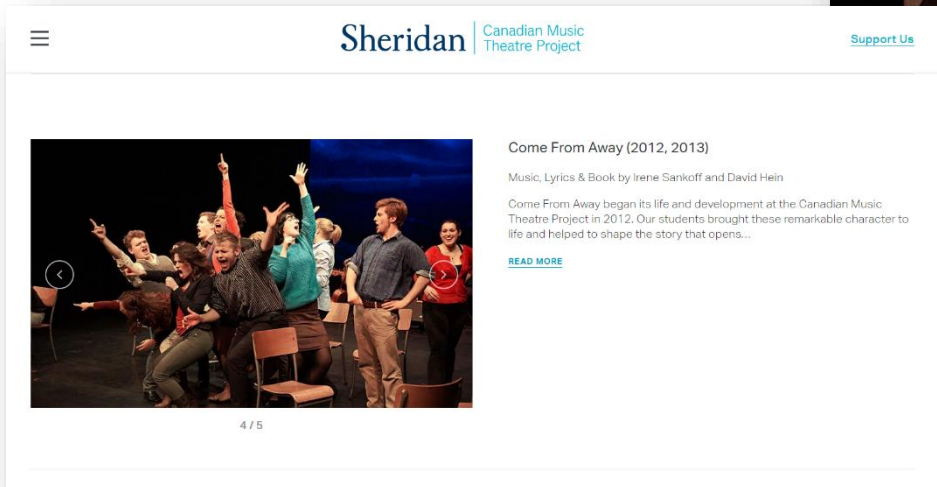 Sheridan
Canadian Music
Theatre Project
Support Us
Come From Away (2012, 2013)
Music, Lyrics & Book by Irene Sankoff and David Hein
Come From Away began its life and development at the Canadian Music
Theatre Project in 2012. Our students brought these remarkable character to
life and helped to shape the story that opens...
READ MORE
4 / 5